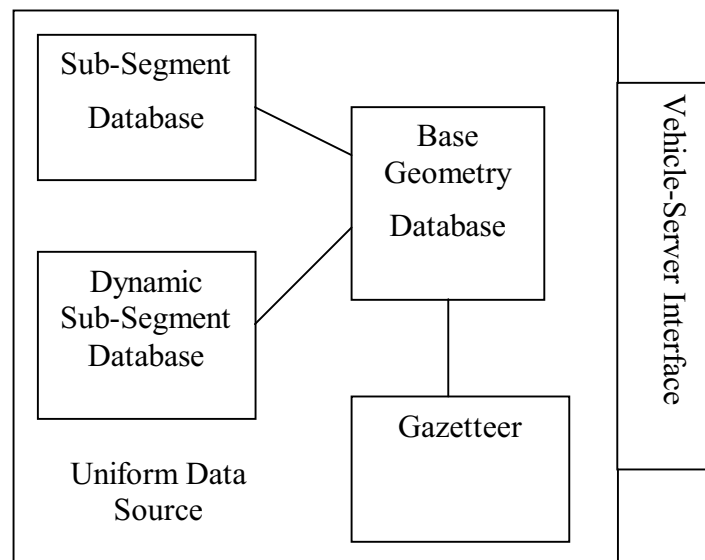 Sub-Segment
Database
Base
Geometry
Database
Dynamic
Sub-Segment
Database
Gazetteer
Uniform Data
Source
Vehicle-Server Interface